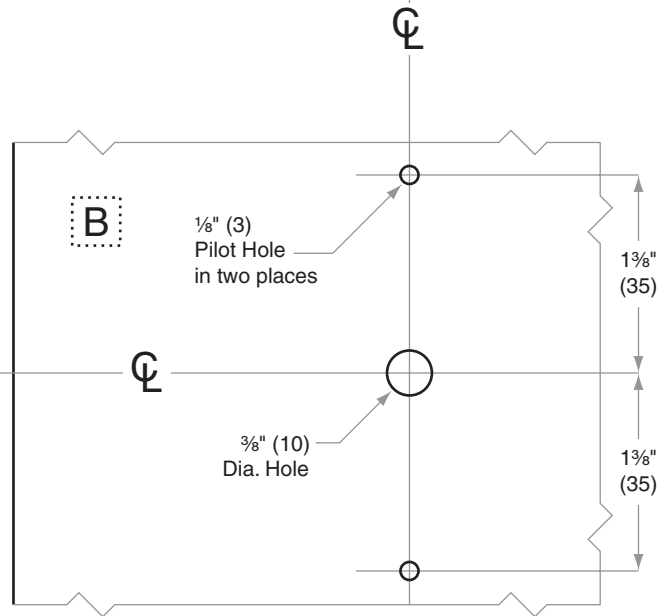 ℄
B
⅛" (3)
Pilot Hole
in two places
1⅜"
(35)
℄
⅜" (10)
Dia. Hole
1⅜"
(35)